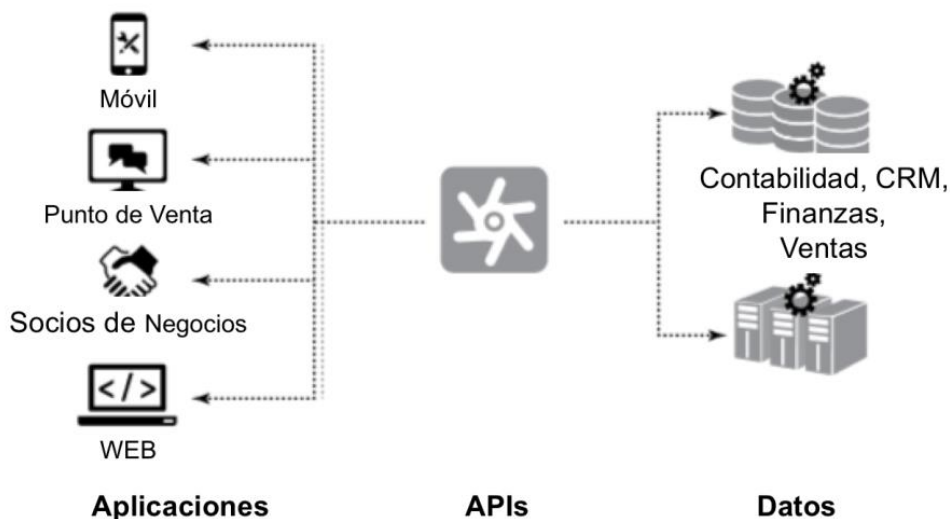 Móvil
Punto de Venta
Socios de Negocios
</>
WEB
Contabilidad, CRM,
Finanzas,
Ventas
Aplicaciones
APIs
Datos